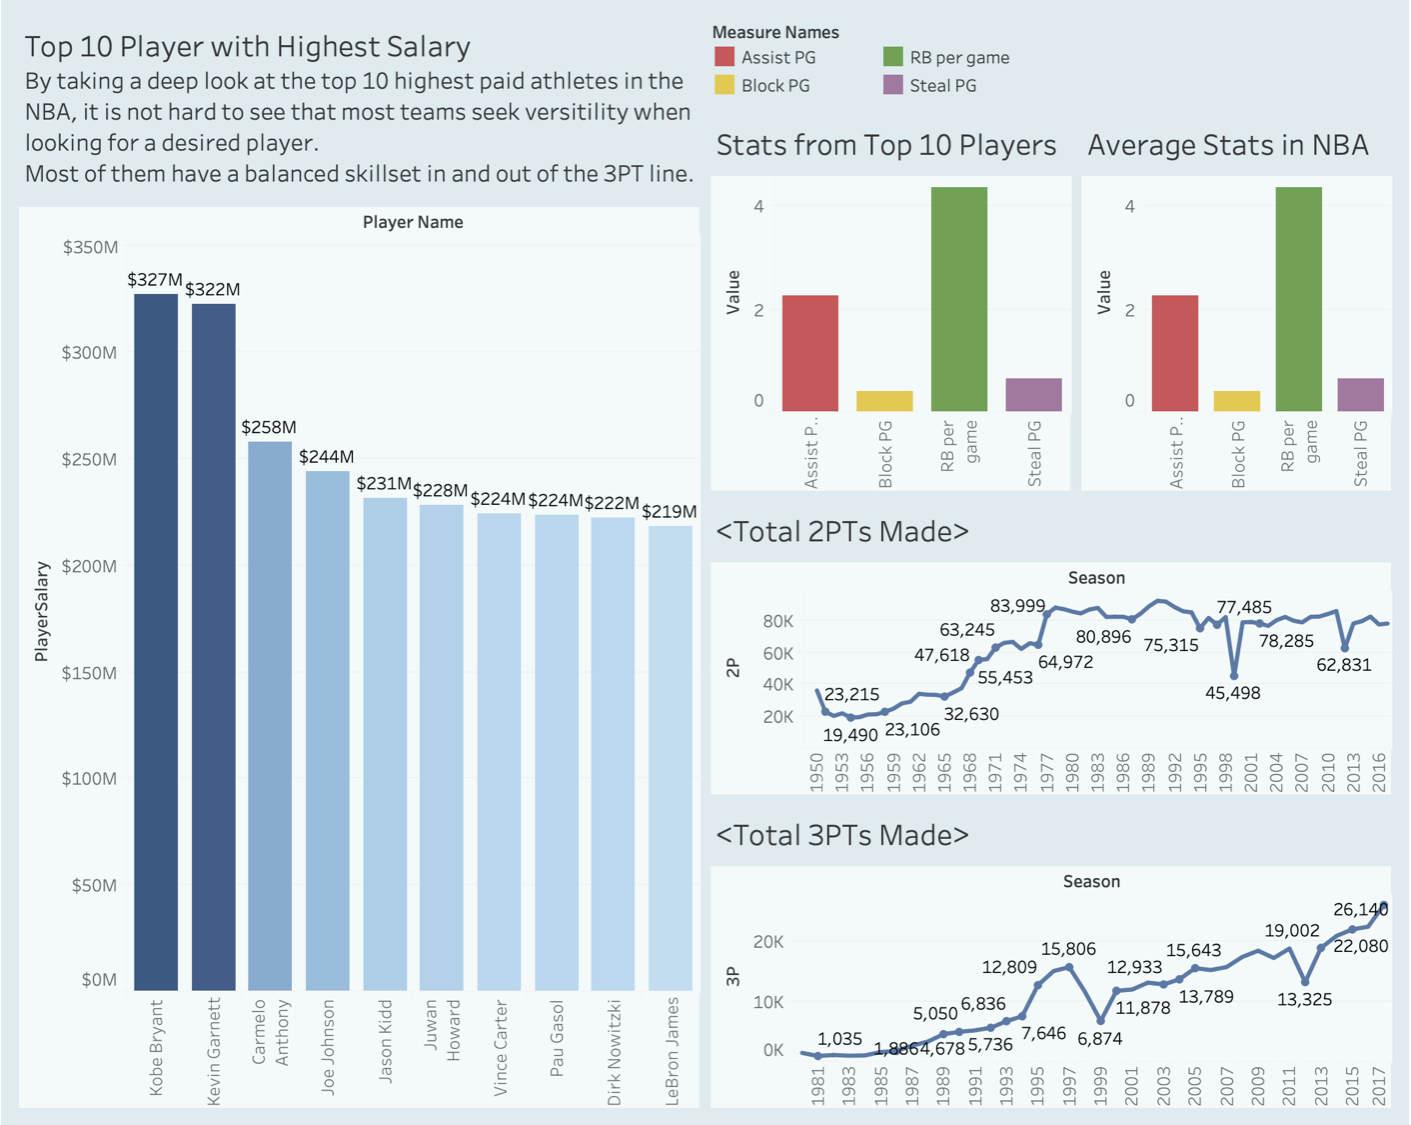 Top 10 Player with Highest Salary
By taking a deep look at the top 10 highest paid athletes in the
NBA, it is not hard to see that most teams seek versitility when
looking for a desired player.
Most of them have a balanced skillset in and out of the 3PT line.
Player Name
$350M
$300M
$250M
$200M
$150M
$100M
$50M
$0M
PlayerSalary
$327M
$322M
$258M
$244M
$231M
$228M
$224M
$224M
$222M
$219M
Kobe Bryant
Kevin Garnett
Carmelo
Anthony
Joe Johnson
Jason Kidd
Juwan
Howard
Vince Carter
Pau Gasol
Dirk Nowitzki
LeBron James
Measure Names
Assist PG
RB per game
Block PG
Steal PG
Stats from Top 10 Players
Value
4
2
0
Assist P..
Block PG
RB per
game
Steal PG
Average Stats in NBA
Value
4
2
0
Assist P..
Block PG
RB per
game
Steal PG
<Total 2PTs Made>
Season
2P
80K
60K
40K
20K
23,215
19,490
23,106
32,630
47,618
55,453
63,245
64,972
83,999
80,896
75,315
77,485
45,498
78,285
62,831
1950
1953
1956
1959
1962
1965
1968
1971
1974
1977
1980
1983
1986
1989
1992
1995
1998
2001
2004
2007
2010
2013
2016
<Total 3PTs Made>
Season
3P
20K
10K
0K
1,035
1,886
4,678
5,050
5,736
6,836
7,646
12,809
15,806
6,874
12,933
11,878
15,643
13,789
19,002
13,325
26,140
22,080
1981
1983
1985
1987
1989
1991
1993
1995
1997
1999
2001
2003
2005
2007
2009
2011
2013
2015
2017